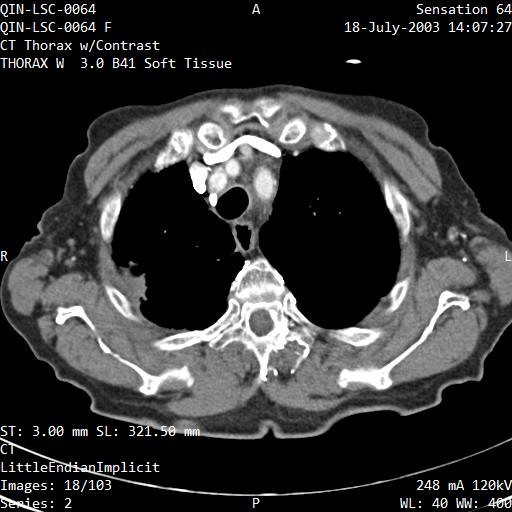 QIN-LSC-0064
A
Sensation 64
QIN-LSC-0064 F
18-July-2003 14:07:27
CT Thorax w/Contrast
THORAX W  3.0 B41 Soft Tissue
R
L
ST: 3.00 mm SL: 321.50 mm
CT
LittleEndianImplicit
Images: 18/103
248 mA 120kV
Series: 2
P
WL: 40 WW: 400